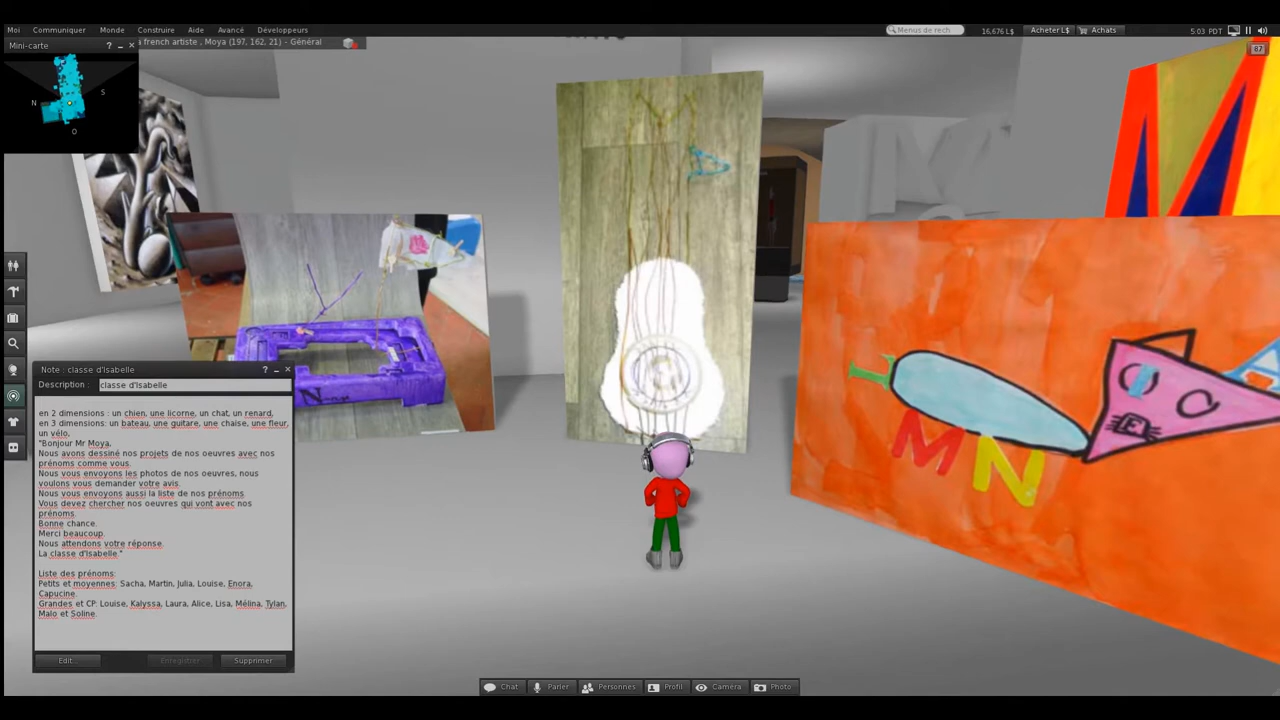 Moi Communiquer Monde Construire Aide Avancé Développeurs
Menus de rech 16,676 L$ Acheter L$ Achats 5:03 PDT
Mini-carte ? _ x
a french artiste , Moya (197, 162, 21) - Général
87
N
S
O
Note : classe d'Isabelle ? _ x
Description : classe d'Isabelle
en 2 dimensions : un chien, une licorne, un chat, un renard,
en 3 dimensions: un bateau, une guitare, une chaise, une fleur,
un vélo,
"Bonjour Mr Moya,
Nous avons dessiné nos projets de nos oeuvres avec nos
prénoms comme vous.
Nous vous envoyons les photos de nos oeuvres, nous
voulons vous demander votre avis.
Nous vous envoyons aussi la liste de nos prénoms.
Vous devez chercher nos oeuvres qui vont avec nos
prénoms.
Bonne chance.
Merci beaucoup.
Nous attendons votre réponse.
La classe d'Isabelle."
Liste des prénoms:
Petits et moyennes: Sacha, Martin, Julia, Louise, Enora,
Capucine.
Grandes et CP: Louise, Kalyssa, Laura, Alice, Lisa, Mélina, Tylan,
Malo et Soline.
Edit... Enregistrer Supprimer
I
M N
E
A
M
Chat Parler Personnes Profil Caméra Photo